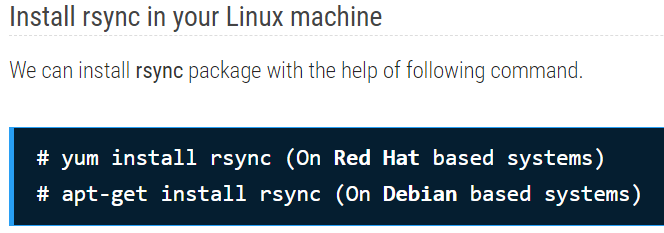 Install rsync in your Linux machine
We can install rsync package with the help of following command.
# yum install rsync (On Red Hat based systems)
# apt-get install rsync (On Debian based systems)